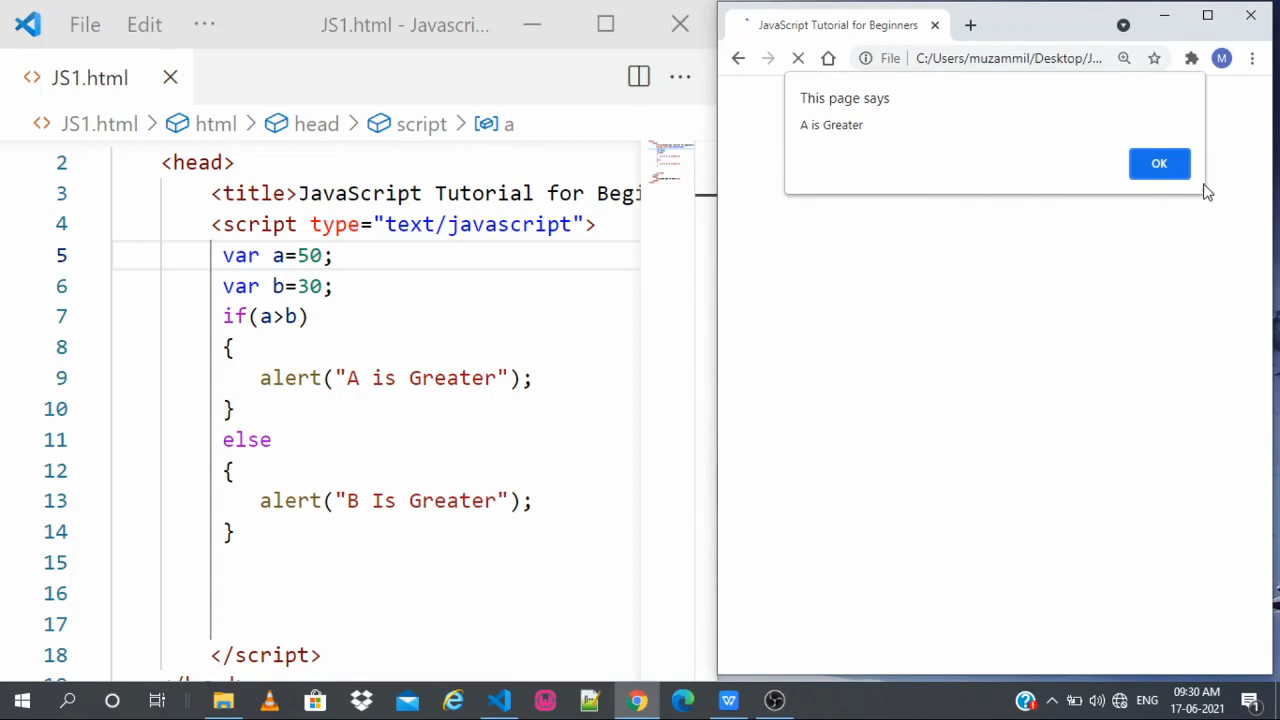 File Edit ··· JS1.html - Javascri...
JS1.html
JS1.html > html > head > script > a
2 <head>
3 <title>JavaScript Tutorial for Begi
4 <script type="text/javascript">
5 var a=50;
6 var b=30;
7 if(a>b)
8 {
9 alert("A is Greater");
10 }
11 else
12 {
13 alert("B Is Greater");
14 }
15
16
17
18 </script>
JavaScript Tutorial for Beginners
File C:/Users/muzammil/Desktop/J...
M
This page says
A is Greater
OK
ENG
09:30 AM
17-06-2021
1